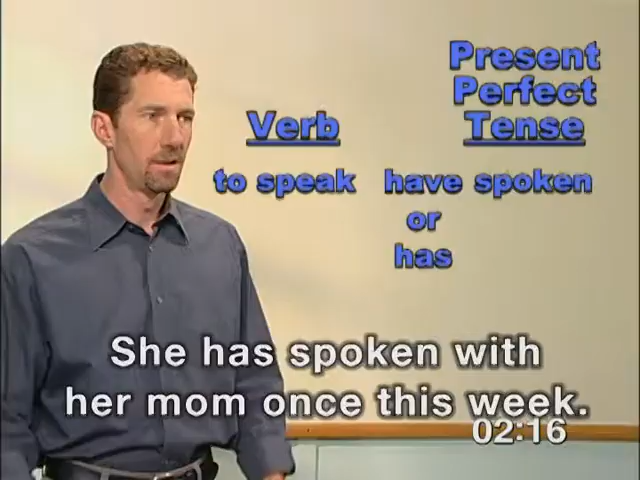 Present
Perfect
Verb Tense
to speak have spoken
or
has
She has spoken with
her mom once this week.
02:16